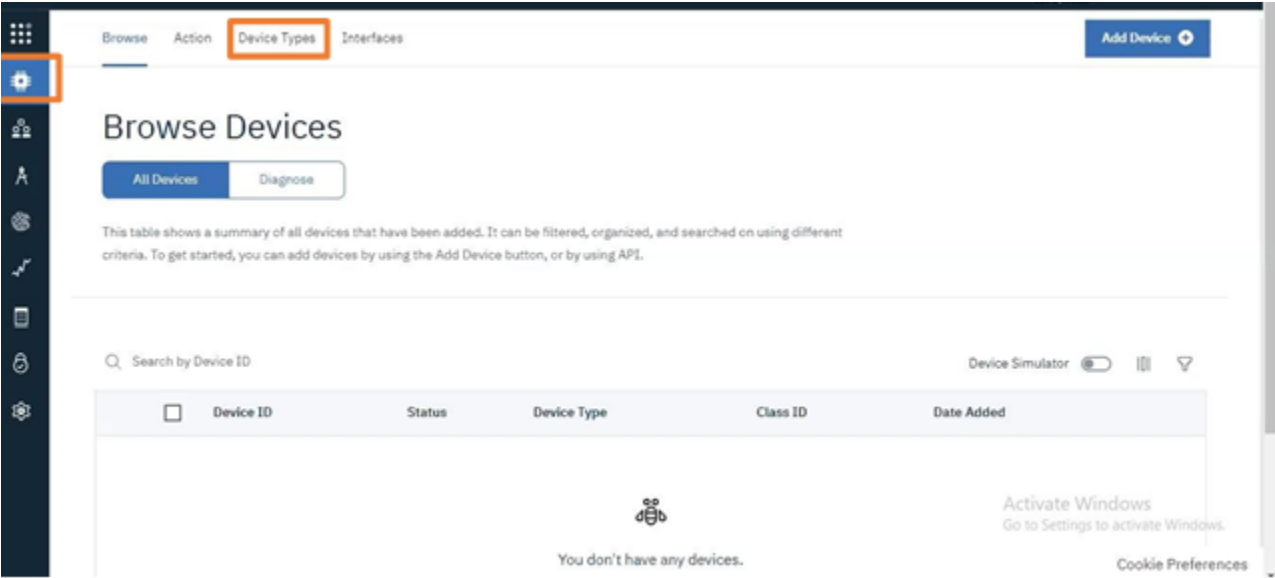 Browse Action Device Types Interfaces Add Device
Browse Devices
All Devices Diagnose
This table shows a summary of all devices that have been added. It can be filtered, organized, and searched on using different
criteria. To get started, you can add devices by using the Add Device button, or by using API.
Search by Device ID Device Simulator
Device ID Status Device Type Class ID Date Added
Activate Windows
Go to Settings to activate Windows.
You don't have any devices.
Cookie Preferences